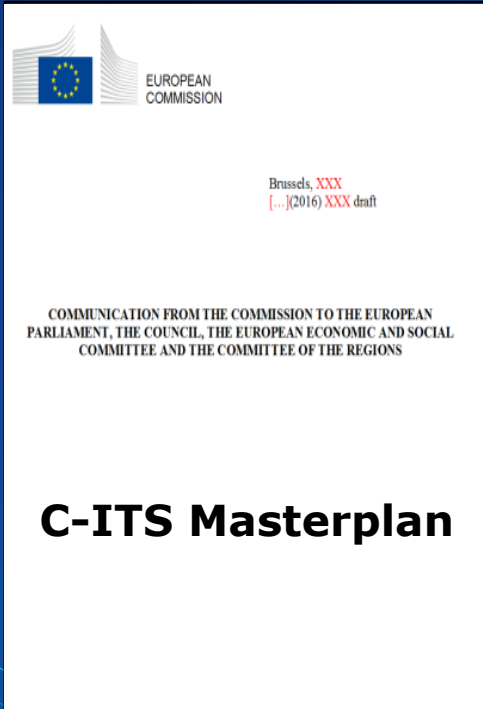 EUROPEAN
COMMISSION
Brussels, XXX
[…](2016) XXX draft
COMMUNICATION FROM THE COMMISSION TO THE EUROPEAN
PARLIAMENT, THE COUNCIL, THE EUROPEAN ECONOMIC AND SOCIAL
COMMITTEE AND THE COMMITTEE OF THE REGIONS
C-ITS Masterplan